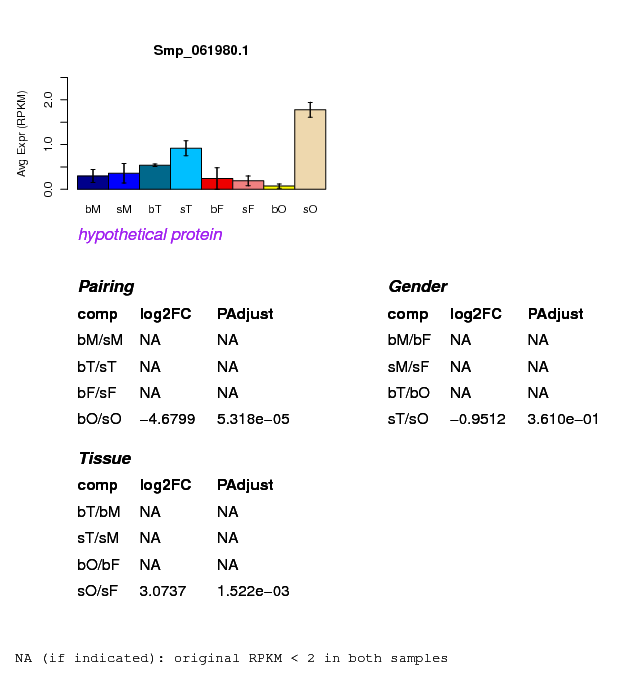 Smp_061980.1
Avg Expr (RPKM)
0.0 1.0 2.0
bM sM bT sT bF sF bO sO
hypothetical protein
Pairing
comp log2FC PAdjust
bM/sM NA NA
bT/sT NA NA
bF/sF NA NA
bO/sO −4.6799 5.318e−05
Gender
comp log2FC PAdjust
bM/bF NA NA
sM/sF NA NA
bT/bO NA NA
sT/sO −0.9512 3.610e−01
Tissue
comp log2FC PAdjust
bT/bM NA NA
sT/sM NA NA
bO/bF NA NA
sO/sF 3.0737 1.522e−03
NA (if indicated): original RPKM < 2 in both samples